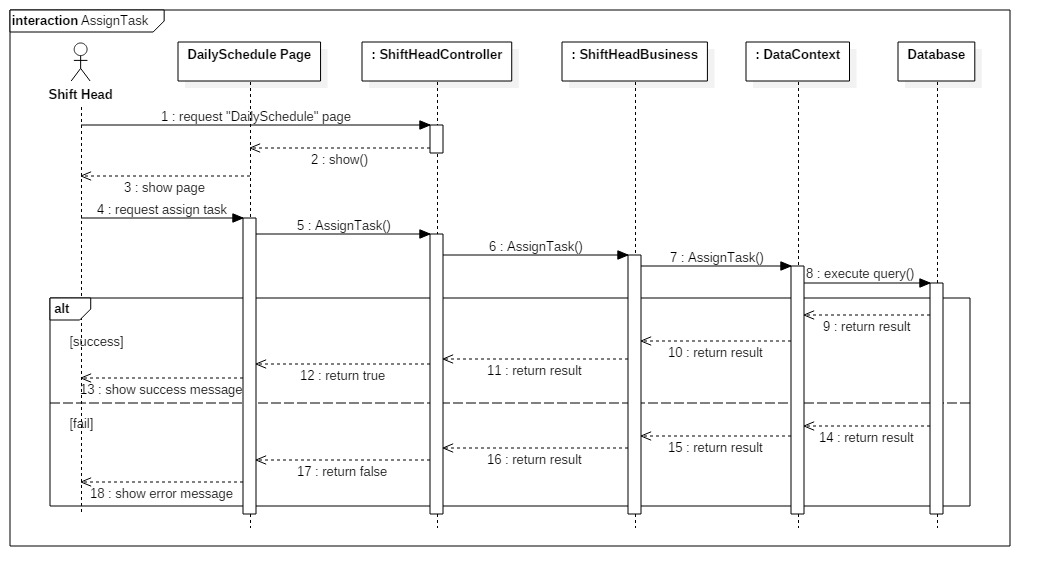 interaction AssignTask
Shift Head
DailySchedule Page
: ShiftHeadController
: ShiftHeadBusiness
: DataContext
Database
1 : request "DailySchedule" page
2 : show()
3 : show page
4 : request assign task
5 : AssignTask()
6 : AssignTask()
7 : AssignTask()
8 : execute query()
alt
[success]
9 : return result
10 : return result
11 : return result
12 : return true
13 : show success message
[fail]
14 : return result
15 : return result
16 : return result
17 : return false
18 : show error message